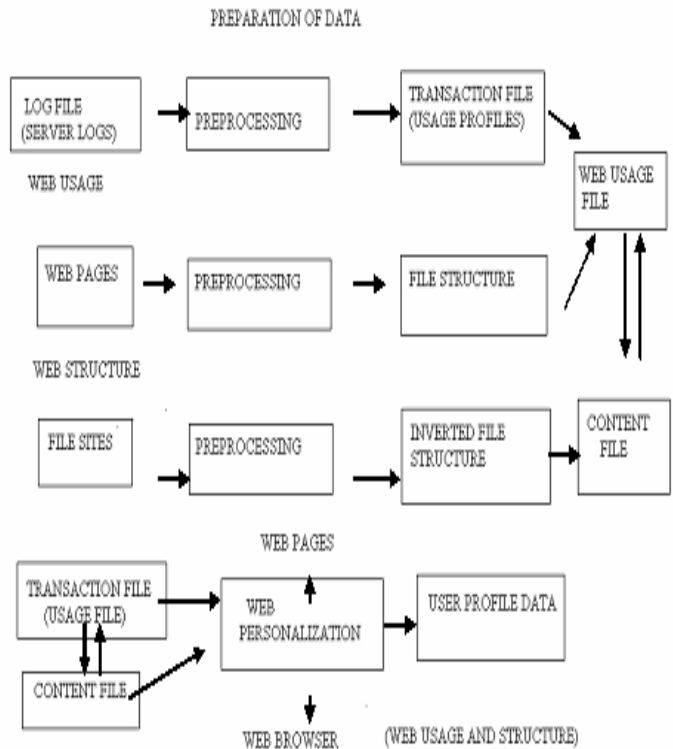 PREPARATION OF DATA
LOG FILE
(SERVER LOGS)
PREPROCESSING
TRANSACTION FILE
(USAGE PROFILES)
WEB USAGE
FILE
WEB USAGE
WEB PAGES
PREPROCESSING
FILE STRUCTURE
WEB STRUCTURE
FILE SITES
PREPROCESSING
INVERTED FILE
STRUCTURE
CONTENT
FILE
WEB PAGES
TRANSACTION FILE
(USAGE FILE)
WEB
PERSONALIZATION
USER PROFILE DATA
CONTENT FILE
WEB BROWSER
(WEB USAGE AND STRUCTURE)